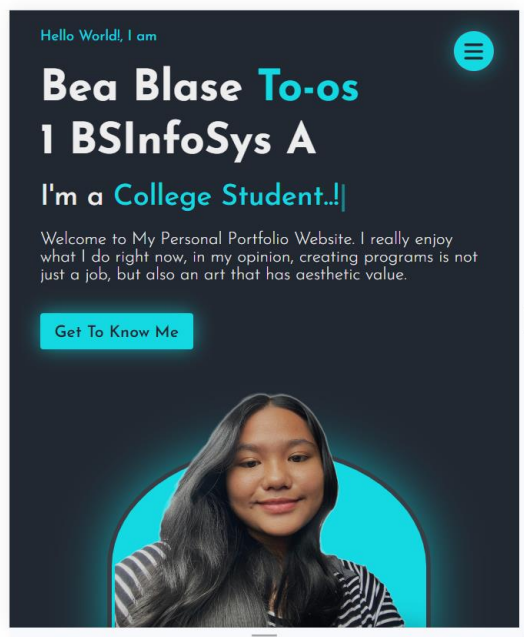 Hello World!, I am
Bea Blase To-os
1 BSInfoSys A
I'm a College Student..!|
Welcome to My Personal Portfolio Website. I really enjoy
what I do right now, in my opinion, creating programs is not
just a job, but also an art that has aesthetic value.
Get To Know Me